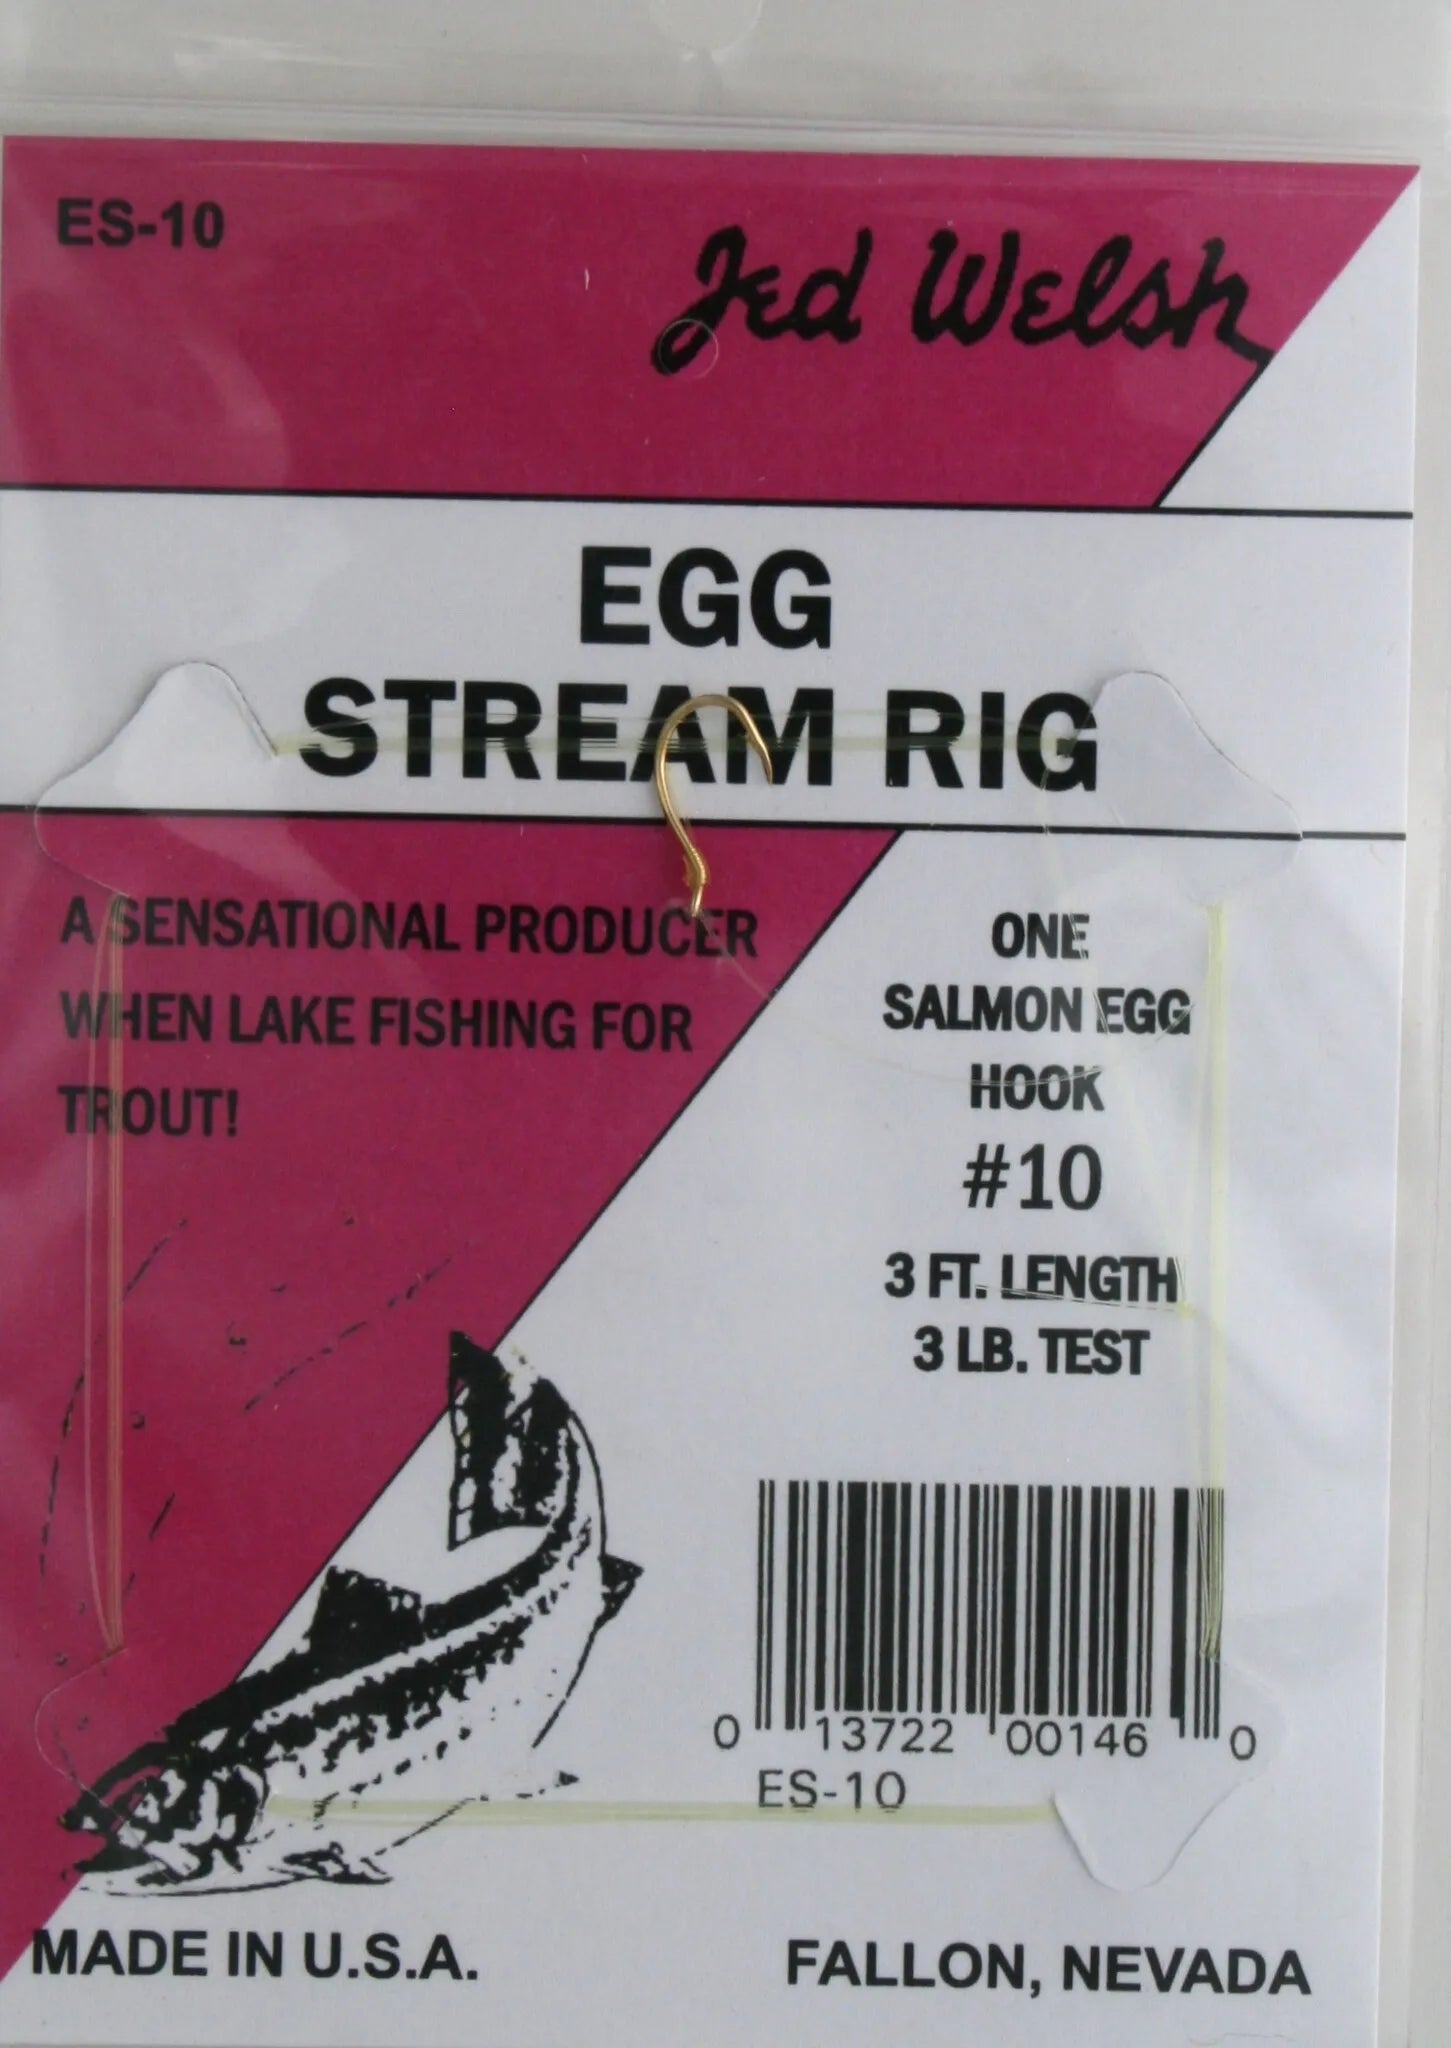 ES-10
Jed Welsh
EGG
STREAM RIG
A SENSATIONAL PRODUCER
WHEN LAKE FISHING FOR
TROUT!
ONE
SALMON EGG
HOOK
#10
3 FT. LENGTH
3 LB. TEST
0 13722 00146 0
ES-10
MADE IN U.S.A.
FALLON, NEVADA